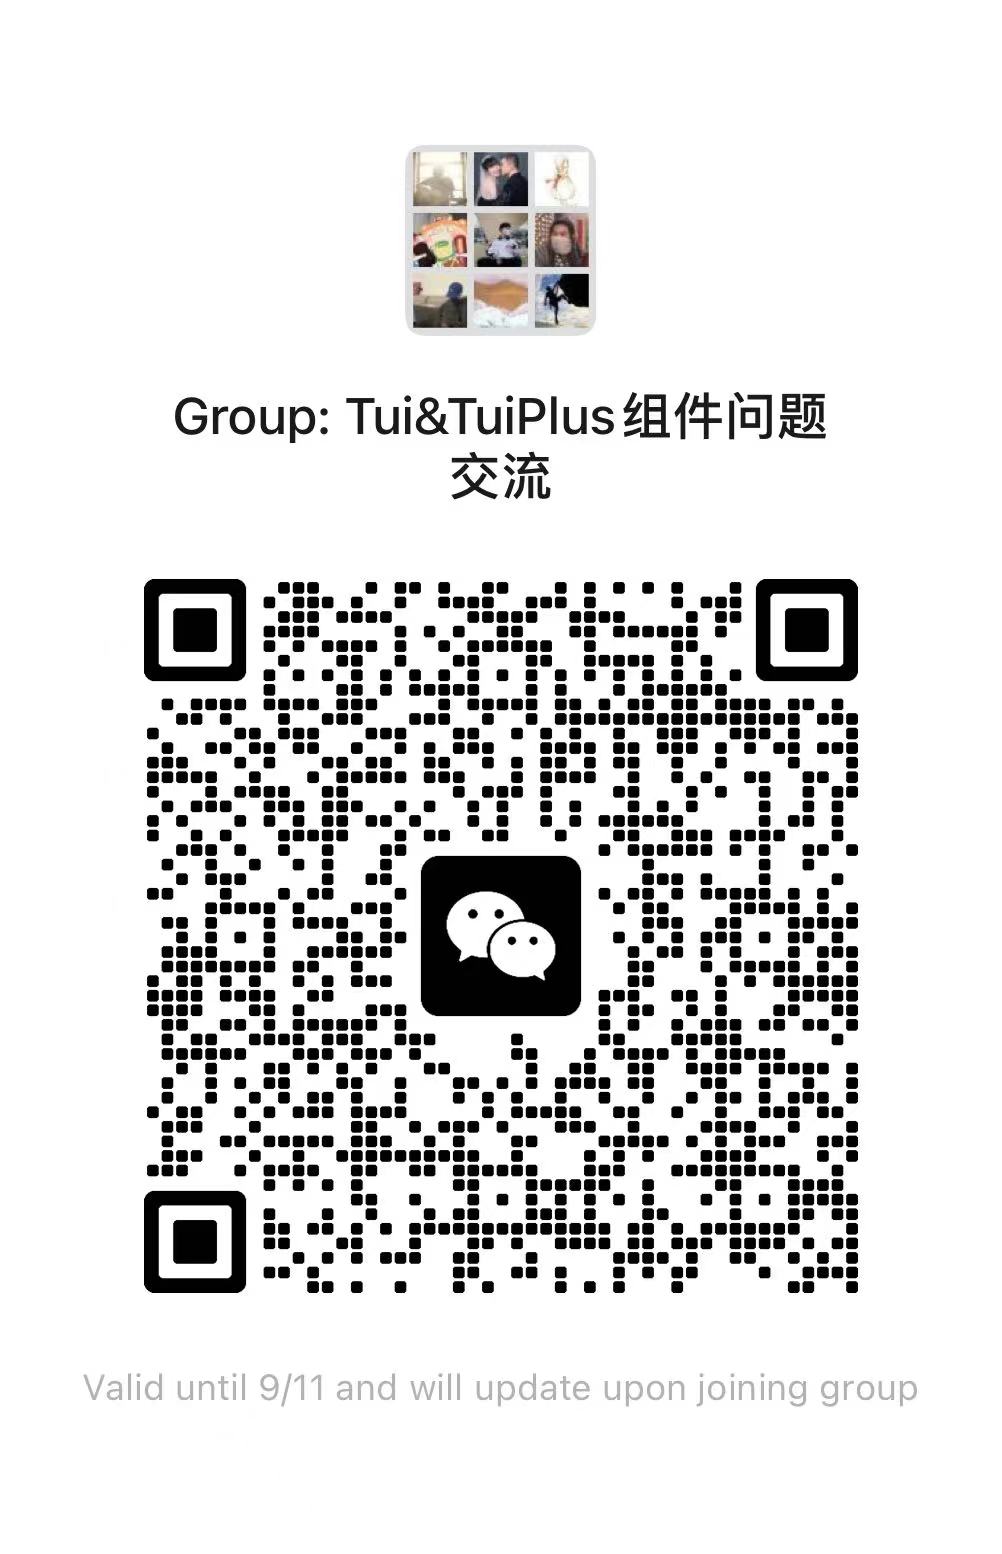 Group: Tui&TuiPlus组件问题
交流
Valid until 9/11 and will update upon joining group